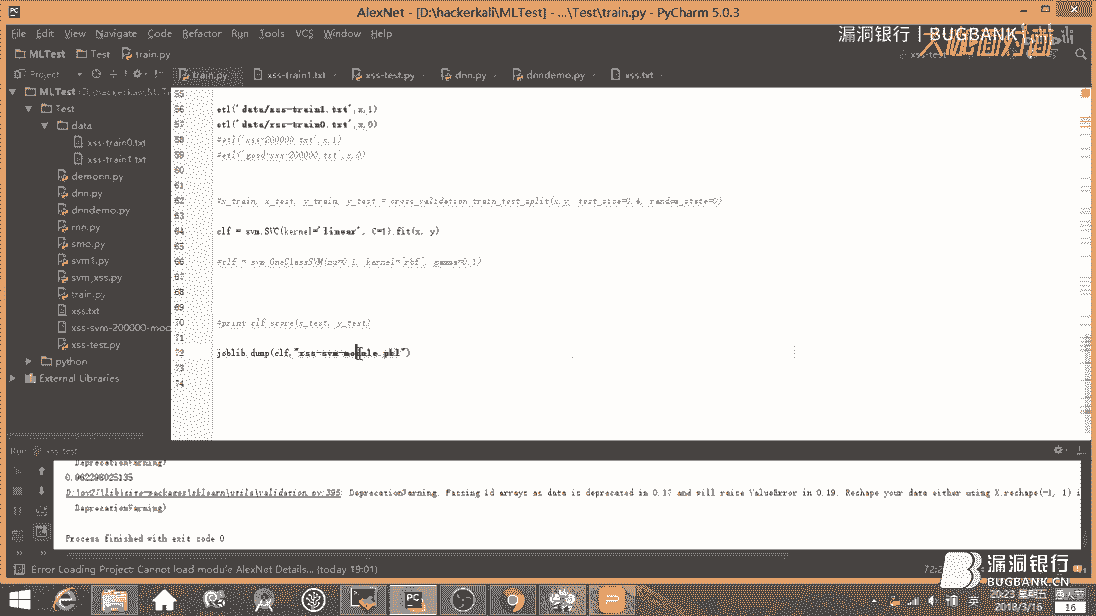 AlexNet - [D:\hackerkali\MLTest] - ...\Test\train.py - PyCharm 5.0.3
File Edit View Navigate Code Refactor Run Tools VCS Window Help
漏洞银行 | BUGBANK
MLTest Test train.py
Project
train.py xss-train1.txt xss-test.py dnn.py dnndemo.py xss.txt
MLTest
Test
data
xss-train0.txt
xss-train1.txt
dnn.py
dnndemo.py
rnn.py
smo.py
svm1.py
svm_xss.py
train.py
xss.txt
xss-svm-200000-mod
xss-test.py
python
External Libraries
55
56 etl('data/xss-train1.txt',x,1)
57 etl('data/xss-train0.txt',x,0)
58 #etl('xss-200000.txt',x,1)
59 #etl('good-xss-200000.txt',x,0)
60
61
62 #x_train, x_test, y_train, y_test = cross_validation.train_test_split(x,y, test_size=0.4, random_state=0)
63
64 clf = svm.SVC(kernel='linear', C=1).fit(x, y)
65
66 #clf = svm.OneClassSVM(nu=0.1, kernel="rbf", gamma=0.1)
67
68
69
70 #print clf.score(x_test, y_test)
71
72 joblib.dump(clf,"xss-svm-module.pkl")
73
74
Run
DeprecationWarning)
0.962298025135
D:\py27\lib\site-packages\sklearn\utils\validation.py:395: DeprecationWarning: Passing 1d arrays as data is deprecated in 0.17 and will raise ValueError in 0.19. Reshape your data either using X.reshape(-1, 1) i
DeprecationWarning)
Process finished with exit code 0
Error Loading Project: Cannot load module AlexNet Details... (today 19:01)
漏洞银行
BUGBANK.CN
英
20:23 星期五
2018/3/16
16